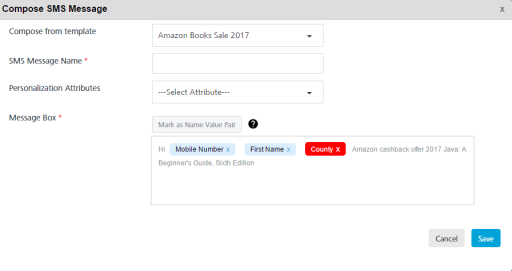 Compose SMS Message x
Compose from template Amazon Books Sale 2017
SMS Message Name *
Personalization Attributes ---Select Attribute---
Message Box * Mark as Name Value Pair ?
Hi Mobile Number x First Name x County x Amazon cashback offer 2017 Java: A
Beginner's Guide, Sixth Edition
Cancel Save